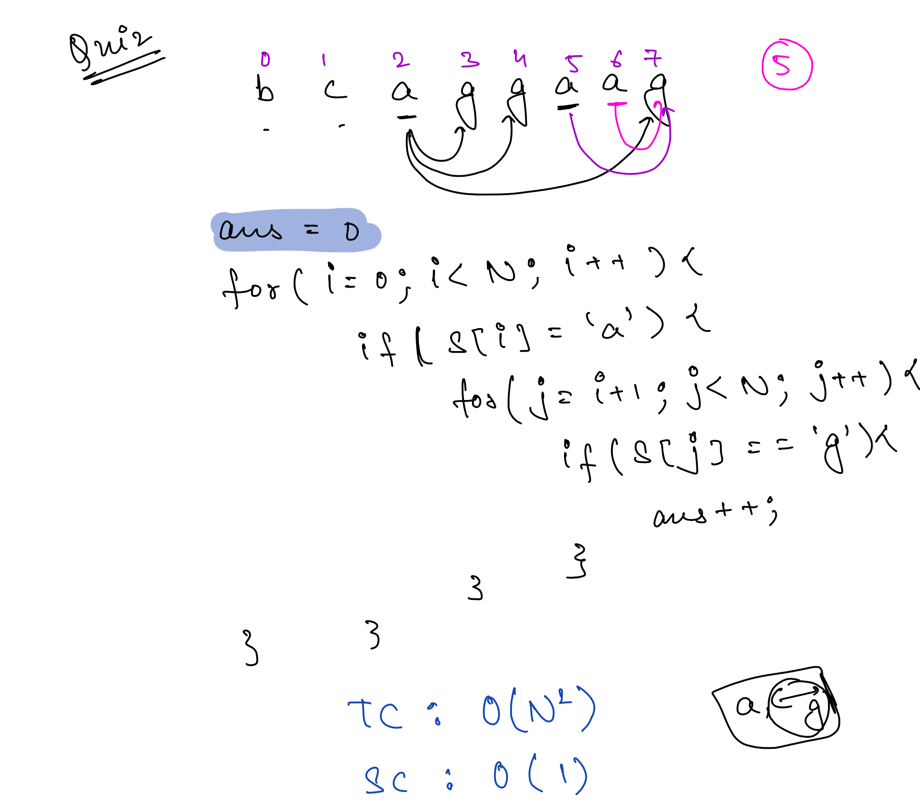 Quiz
0 1 2 3 4 5 6 7
b c a g g a a g
5
ans = 0
for( i=0; i< N; i++ ) {
if( S[i] = 'a') {
for( j= i+1; j< N; j++) {
if( S[j] == 'g') {
ans++;
}
}
}
}
TC : O(N²)
SC : O(1)
a, g